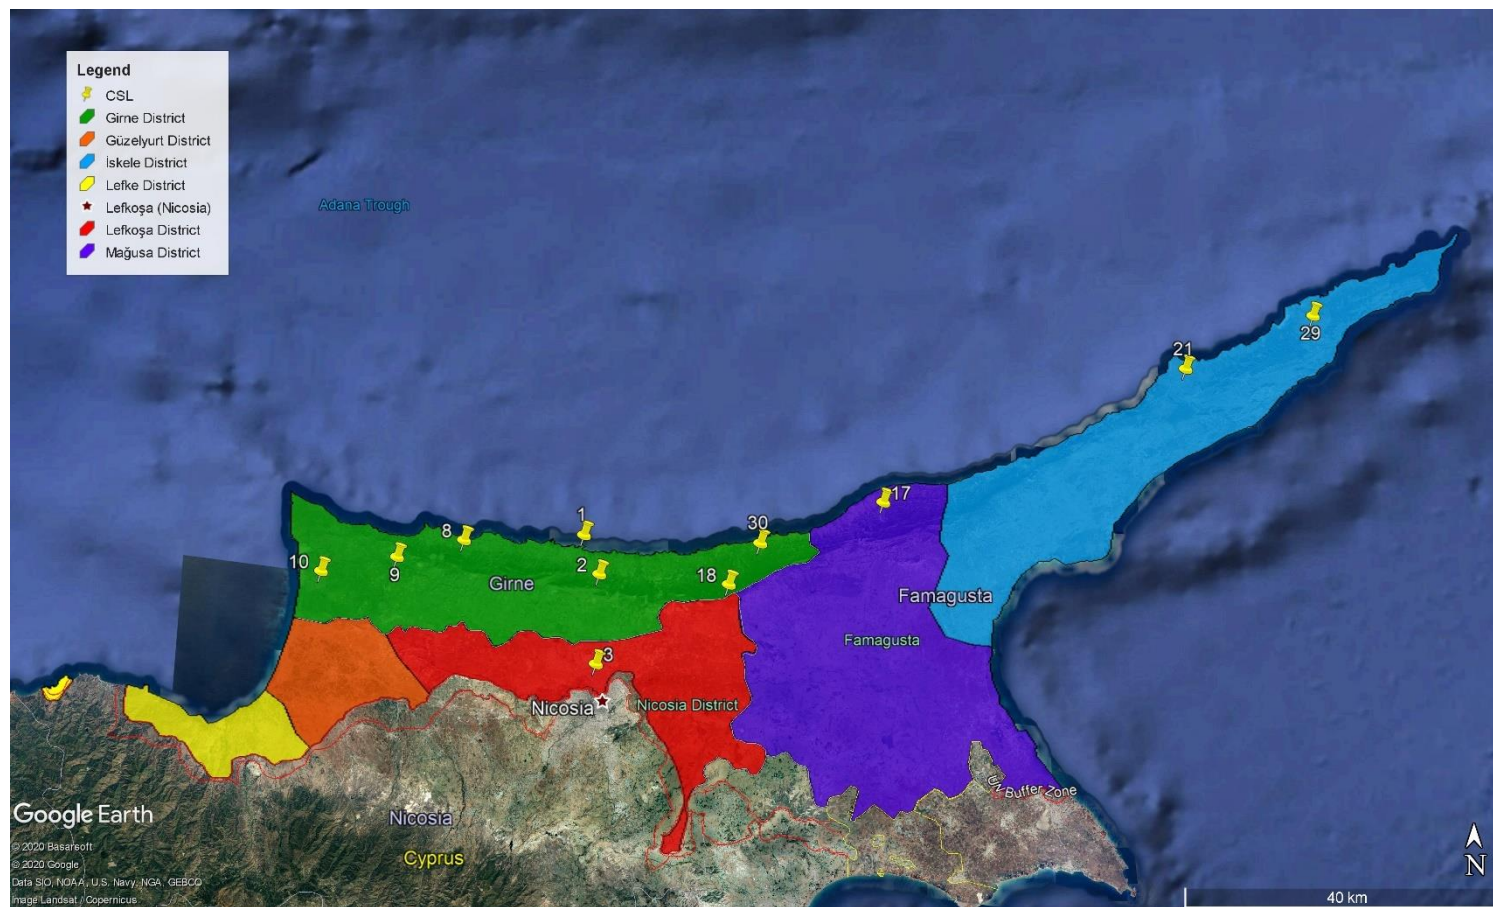 Legend
CSL
Girne District
Güzelyurt District
İskele District
Lefke District
Lefkoşa (Nicosia)
Lefkoşa District
Mağusa District
Adana Trough
29
21
17
1
30
8
10
9
2
18
Girne
Famagusta
Famagusta
3
Nicosia
Nicosia District
UN Buffer Zone
Nicosia
Cyprus
Google Earth
© 2020 Basarsoft
© 2020 Google
Data SIO, NOAA, U.S. Navy, NGA, GEBCO
Image Landsat / Copernicus
N
40 km